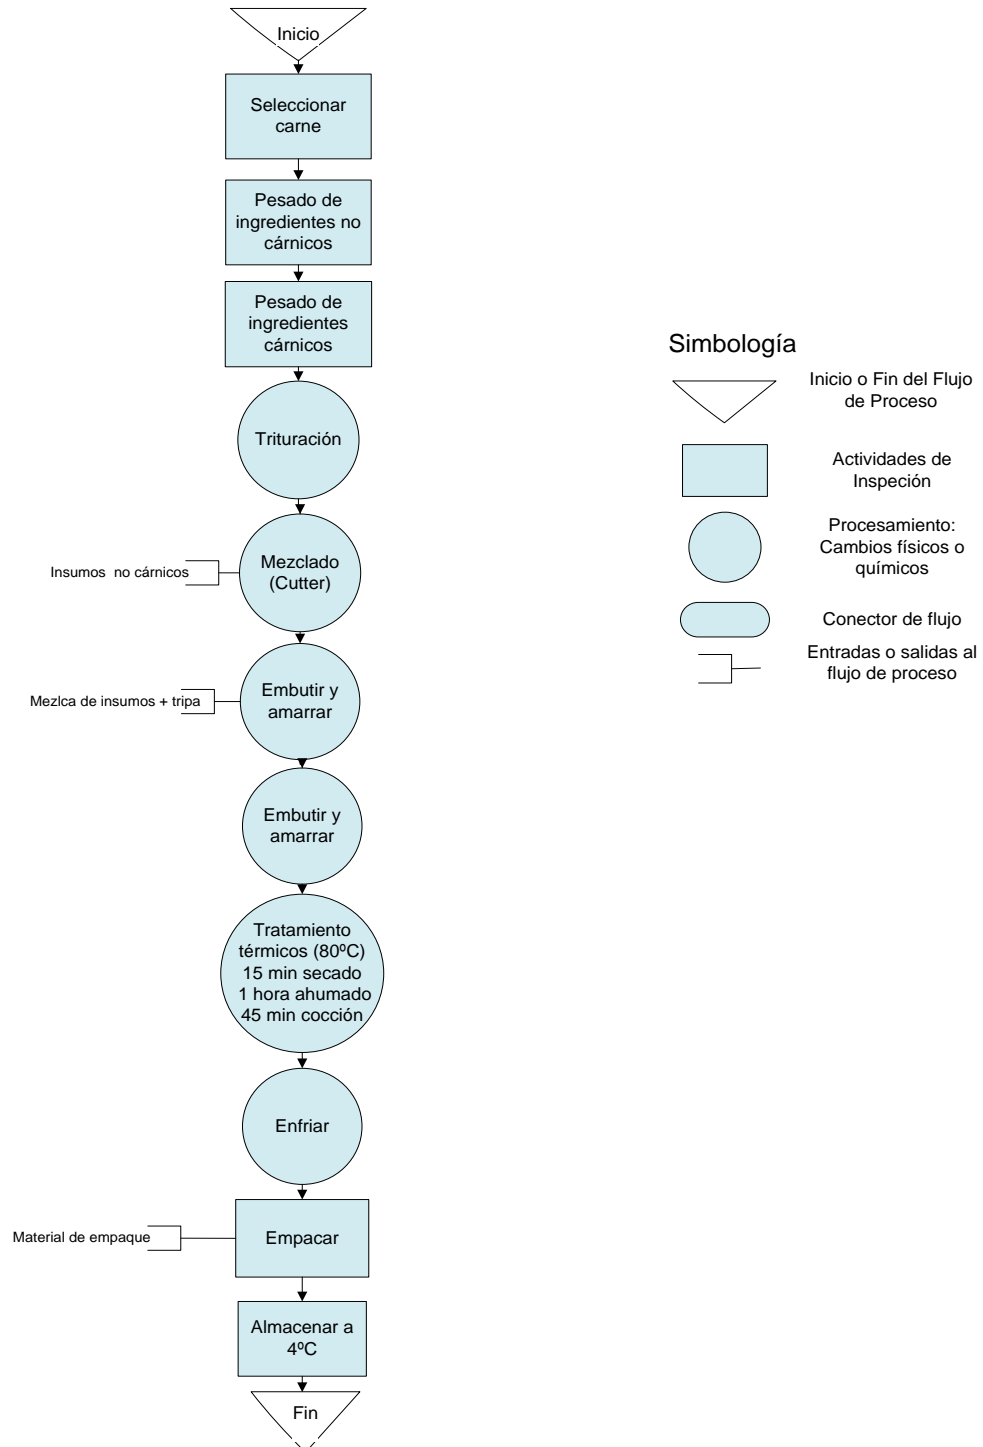 Inicio
Seleccionar
carne
Pesado de
ingredientes no
cárnicos
Pesado de
ingredientes
cárnicos
Trituración
Insumos no cárnicos
Mezclado
(Cutter)
Mezlca de insumos + tripa
Embutir y
amarrar
Embutir y
amarrar
Tratamiento
térmicos (80ºC)
15 min secado
1 hora ahumado
45 min cocción
Enfriar
Material de empaque
Empacar
Almacenar a
4ºC
Fin
Simbología
Inicio o Fin del Flujo
de Proceso
Actividades de
Inspeción
Procesamiento:
Cambios físicos o
químicos
Conector de flujo
Entradas o salidas al
flujo de proceso